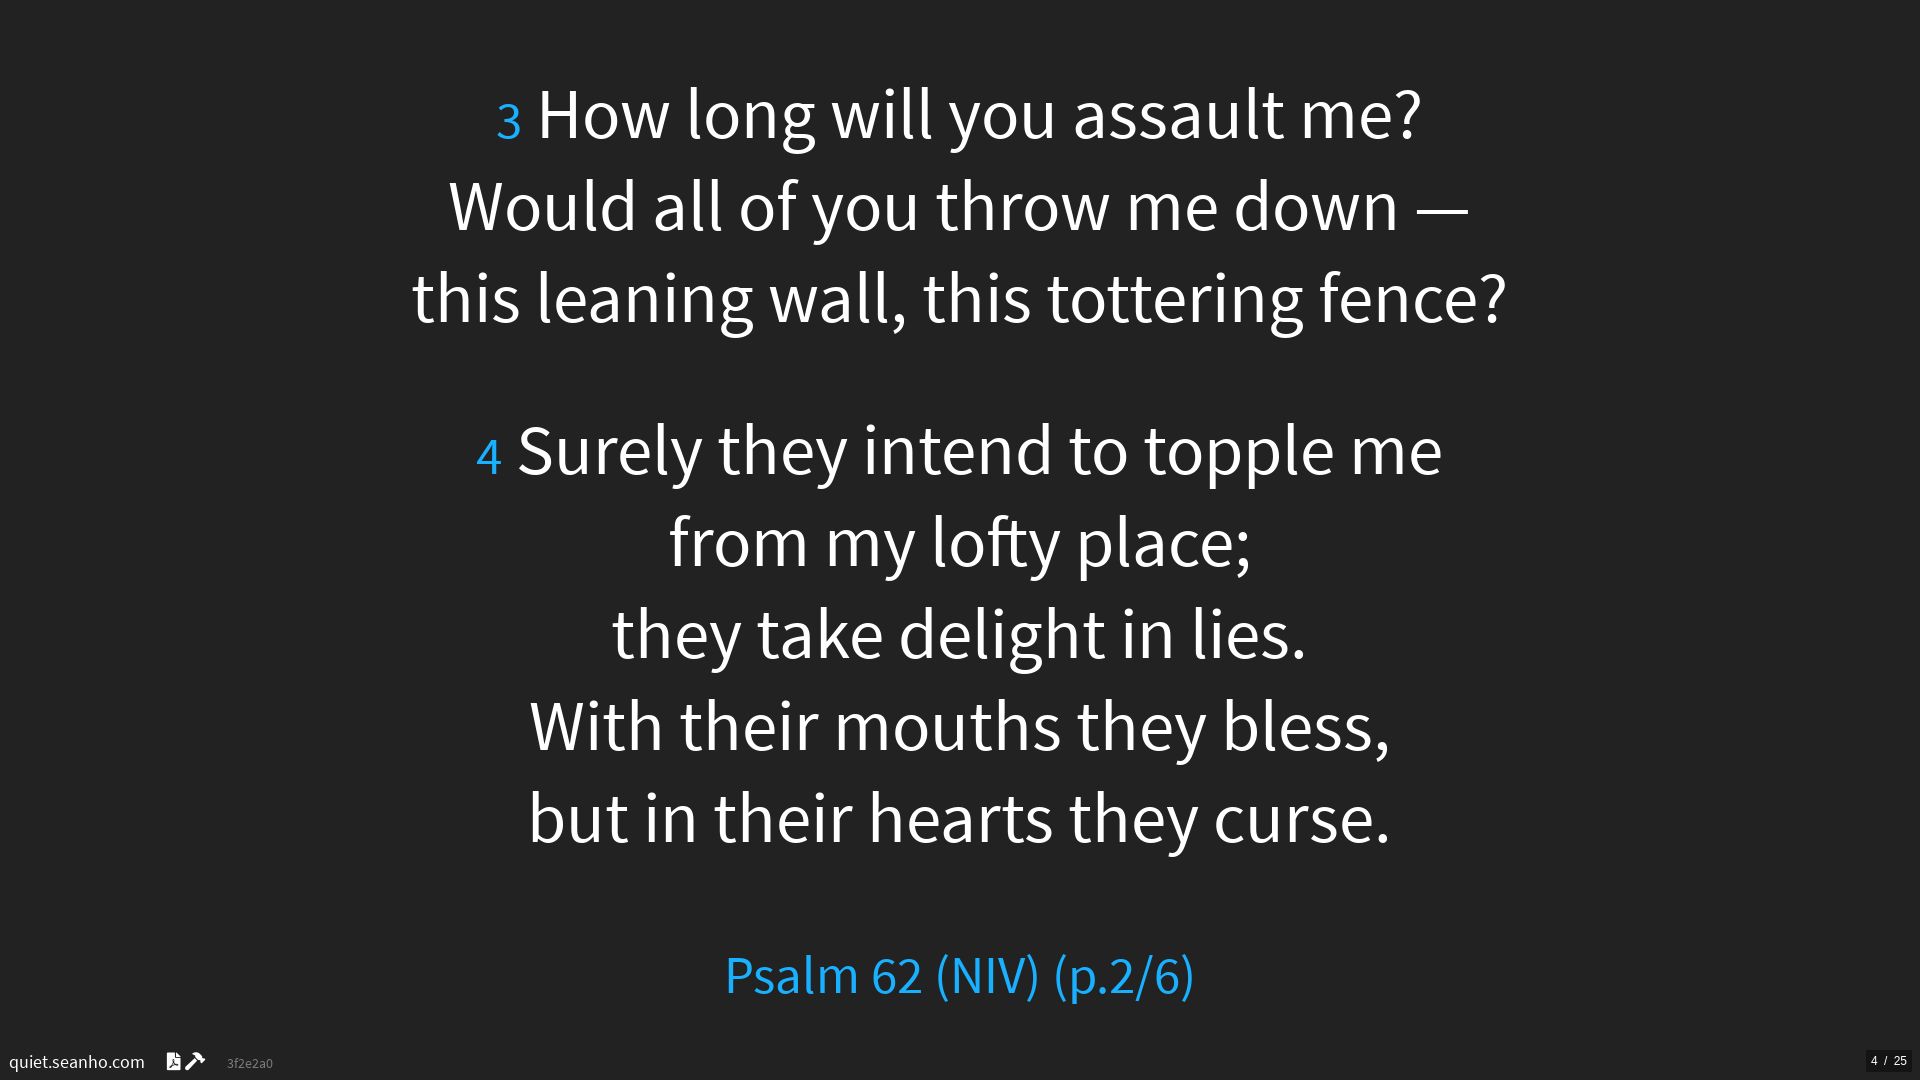 3 How long will you assault me?
Would all of you throw me down —
this leaning wall, this tottering fence?
4 Surely they intend to topple me
from my lofty place;
they take delight in lies.
With their mouths they bless,
but in their hearts they curse.
Psalm 62 (NIV) (p.2/6)
quiet.seanho.com 3f2e2a0 4 / 25